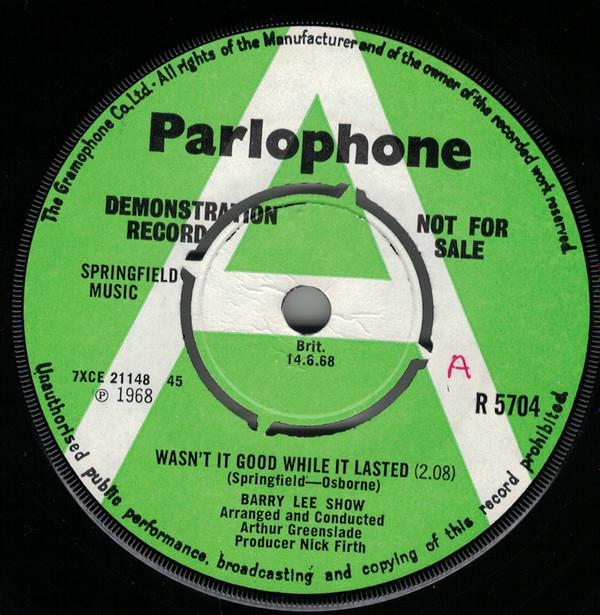 The Gramophone Co. Ltd. - All rights of the Manufacturer and of the owner of the recorded work reserved.
Parlophone
DEMONSTRATION
RECORD
NOT FOR
SALE
SPRINGFIELD
MUSIC
Brit.
14.6.68
7XCE 21148 45
℗ 1968
A
R 5704
WASN'T IT GOOD WHILE IT LASTED (2.08)
(Springfield—Osborne)
BARRY LEE SHOW
Arranged and Conducted
Arthur Greenslade
Producer Nick Firth
Unauthorised public performance, broadcasting and copying of this record prohibited